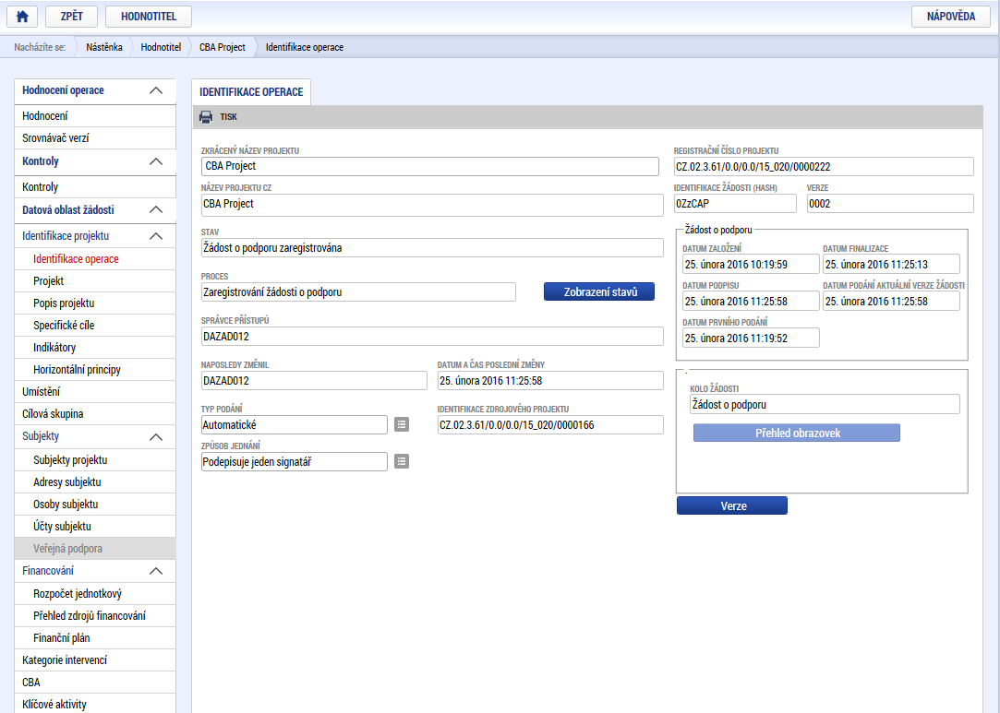 ZPĚT HODNOTITEL NÁPOVĚDA
Nacházíte se: Nástěnka Hodnotitel CBA Project Identifikace operace
Hodnocení operace
Hodnocení
Srovnávač verzí
Kontroly
Kontroly
Datová oblast žádosti
Identifikace projektu
Identifikace operace
Projekt
Popis projektu
Specifické cíle
Indikátory
Horizontální principy
Umístění
Cílová skupina
Subjekty
Subjekty projektu
Adresy subjektu
Osoby subjektu
Účty subjektu
Veřejná podpora
Financování
Rozpočet jednotkový
Přehled zdrojů financování
Finanční plán
Kategorie intervencí
CBA
Klíčové aktivity
IDENTIFIKACE OPERACE
TISK
ZKRÁCENÝ NÁZEV PROJEKTU
CBA Project
NÁZEV PROJEKTU CZ
CBA Project
STAV
Žádost o podporu zaregistrována
PROCES
Zaregistrování žádosti o podporu Zobrazení stavů
SPRÁVCE PŘÍSTUPŮ
DAZAD012
NAPOSLEDY ZMĚNIL DATUM A ČAS POSLEDNÍ ZMĚNY
DAZAD012 25. února 2016 11:25:58
TYP PODÁNÍ IDENTIFIKACE ZDROJOVÉHO PROJEKTU
Automatické CZ.02.3.61/0.0/0.0/15_020/0000166
ZPŮSOB JEDNÁNÍ
Podepisuje jeden signatář
REGISTRAČNÍ ČÍSLO PROJEKTU
CZ.02.3.61/0.0/0.0/15_020/0000222
IDENTIFIKACE ŽÁDOSTI (HASH) VERZE
0ZzCAP 0002
Žádost o podporu
DATUM ZALOŽENÍ DATUM FINALIZACE
25. února 2016 10:19:59 25. února 2016 11:25:13
DATUM PODPISU DATUM PODÁNÍ AKTUÁLNÍ VERZE ŽÁDOSTI
25. února 2016 11:25:58 25. února 2016 11:25:58
DATUM PRVNÍHO PODÁNÍ
25. února 2016 11:19:52
.
KOLO ŽÁDOSTI
Žádost o podporu
Přehled obrazovek
Verze